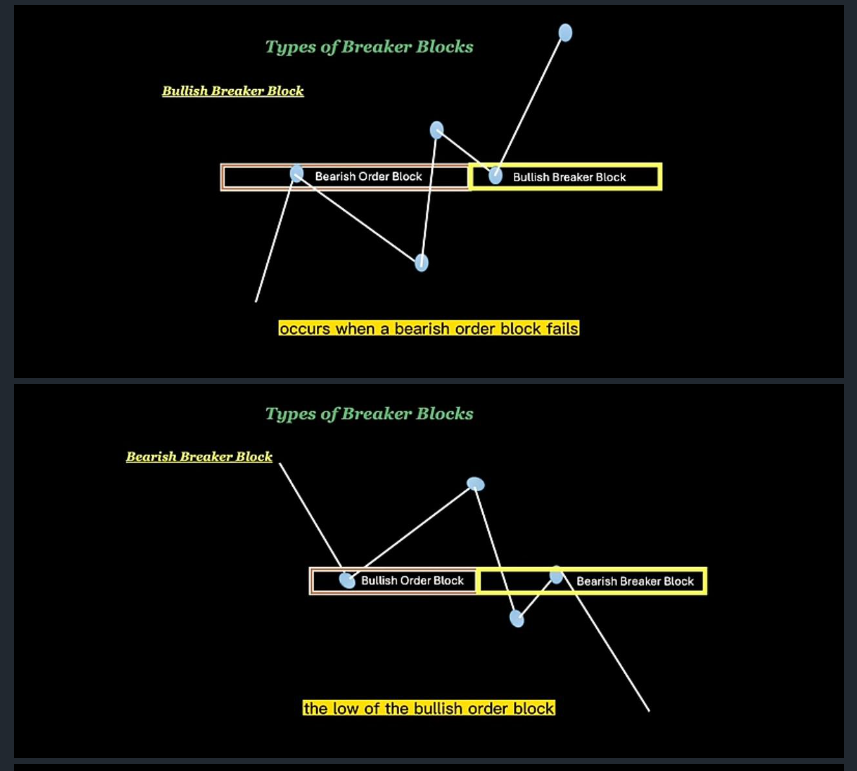 Types of Breaker Blocks
Bullish Breaker Block
Bearish Order Block
Bullish Breaker Block
occurs when a bearish order block fails
Types of Breaker Blocks
Bearish Breaker Block
Bullish Order Block
Bearish Breaker Block
the low of the bullish order block